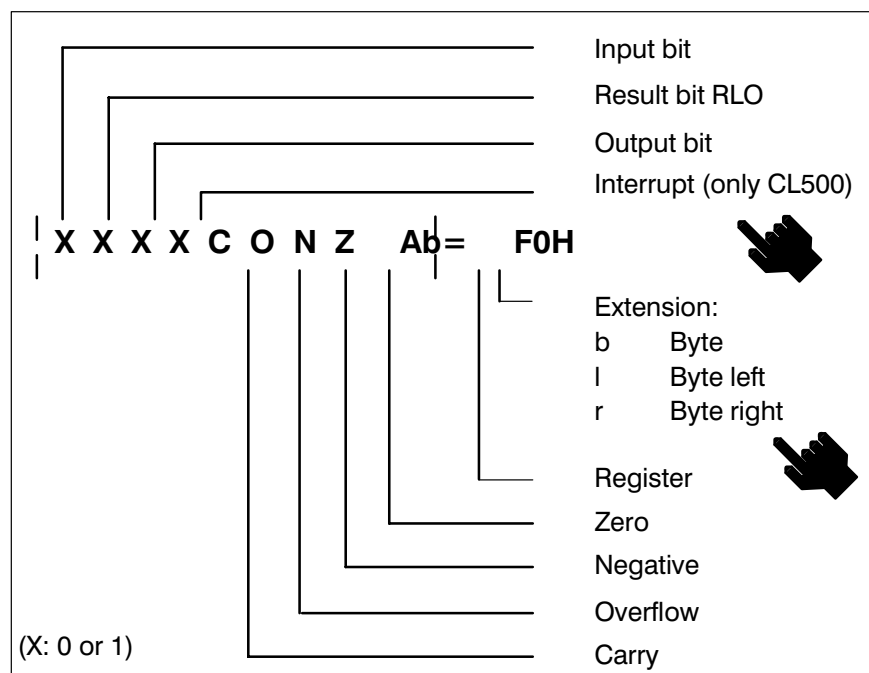 Input bit
Result bit RLO
Output bit
Interrupt (only CL500)
X X X X C O N Z Ab= F0H
Extension:
b Byte
l Byte left
r Byte right
Register
Zero
Negative
Overflow
(X: 0 or 1)
Carry